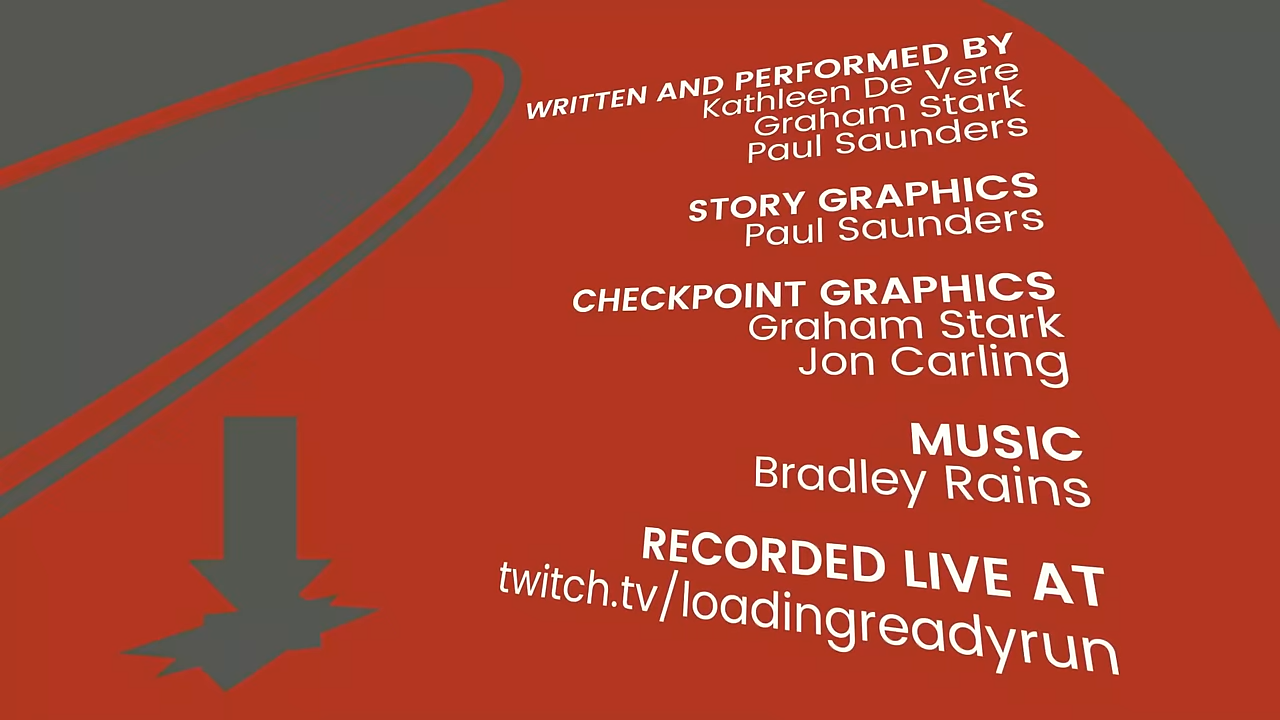 WRITTEN AND PERFORMED BY
Kathleen De Vere
Graham Stark
Paul Saunders
STORY GRAPHICS
Paul Saunders
CHECKPOINT GRAPHICS
Graham Stark
Jon Carling
MUSIC
Bradley Rains
RECORDED LIVE AT
twitch.tv/loadingreadyrun